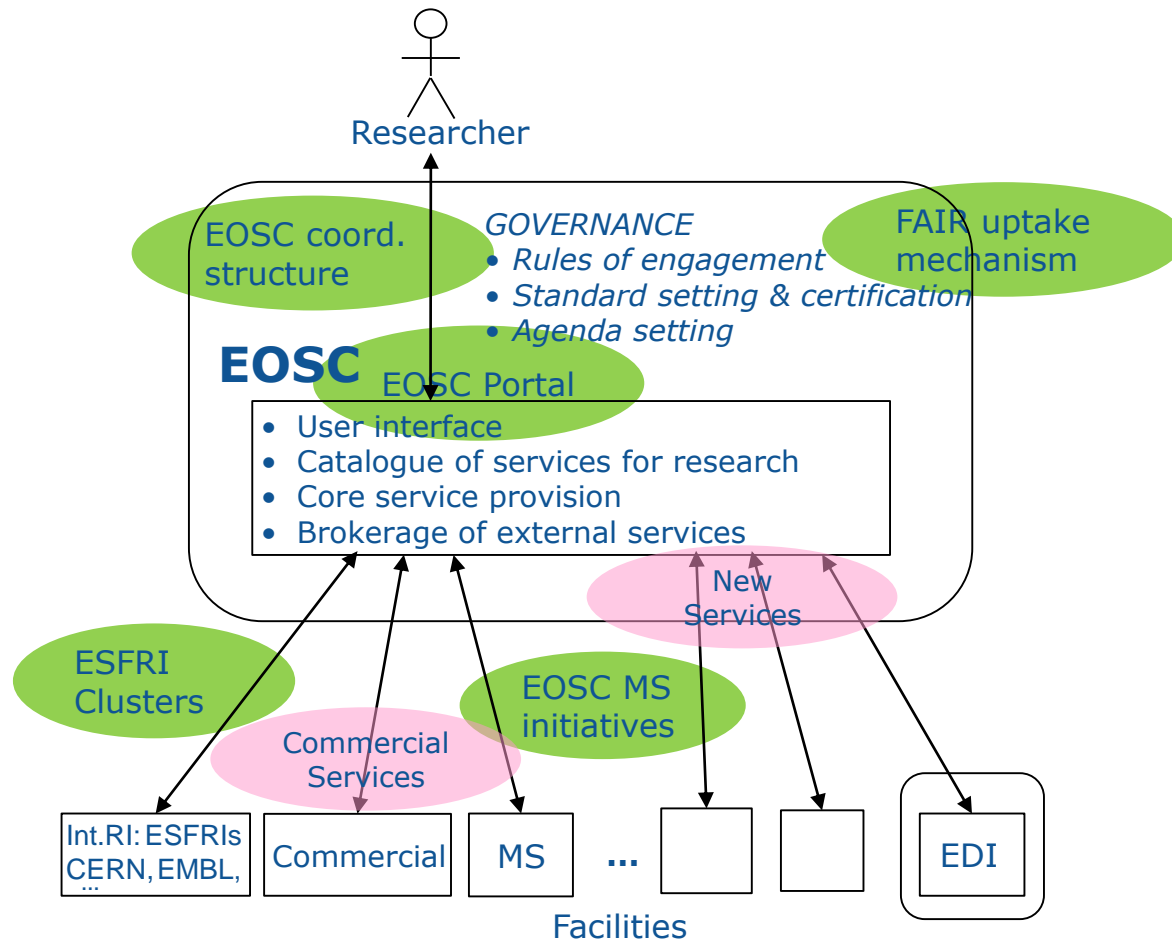 Researcher
EOSC coord.
structure
GOVERNANCE
• Rules of engagement
• Standard setting & certification
• Agenda setting
FAIR uptake
mechanism
EOSC
EOSC Portal
• User interface
• Catalogue of services for research
• Core service provision
• Brokerage of external services
New
Services
ESFRI
Clusters
EOSC MS
initiatives
Commercial
Services
Int.RI: ESFRIs
CERN, EMBL,
...
Commercial
MS
...
EDI
Facilities